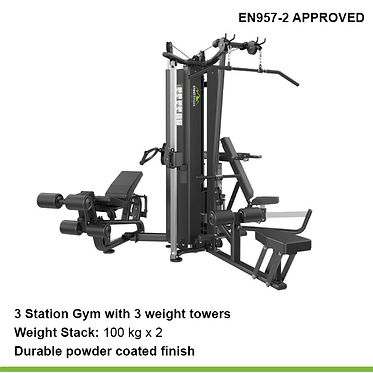 EN957-2 APPROVED
3 Station Gym with 3 weight towers
Weight Stack: 100 kg x 2
Durable powder coated finish